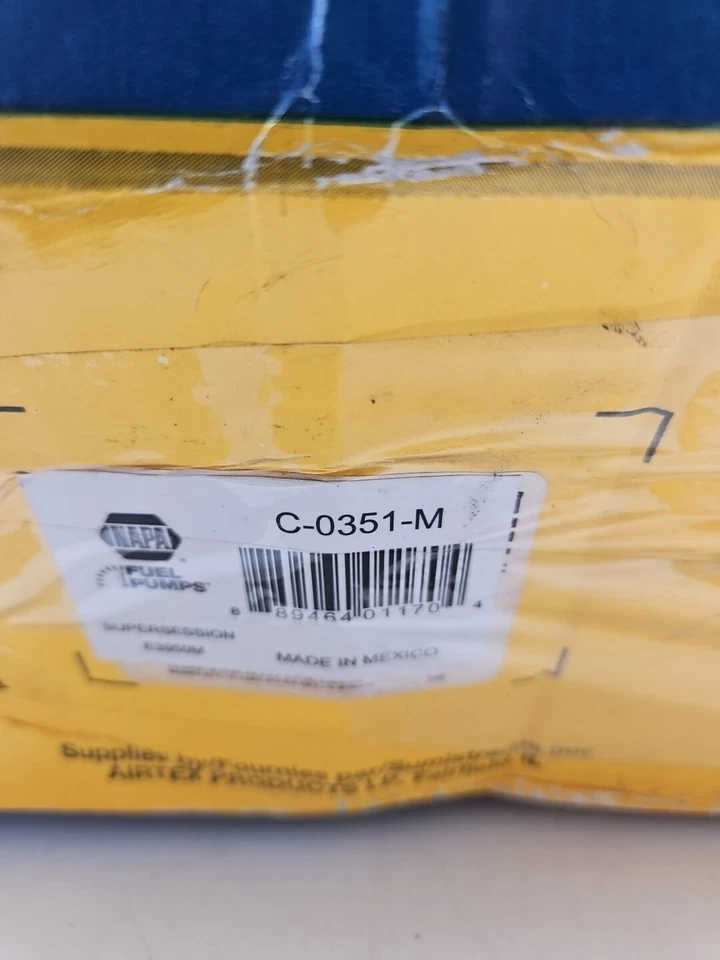 NAPA
FUEL
PUMPS
C-0351-M
8 89464 01170 4
SUPERSESSION
E3950M
MADE IN MEXICO
Supplied by/Fournies par/Suministrado por
AIRTEX PRODUCTS L.P. Fairfield, IL